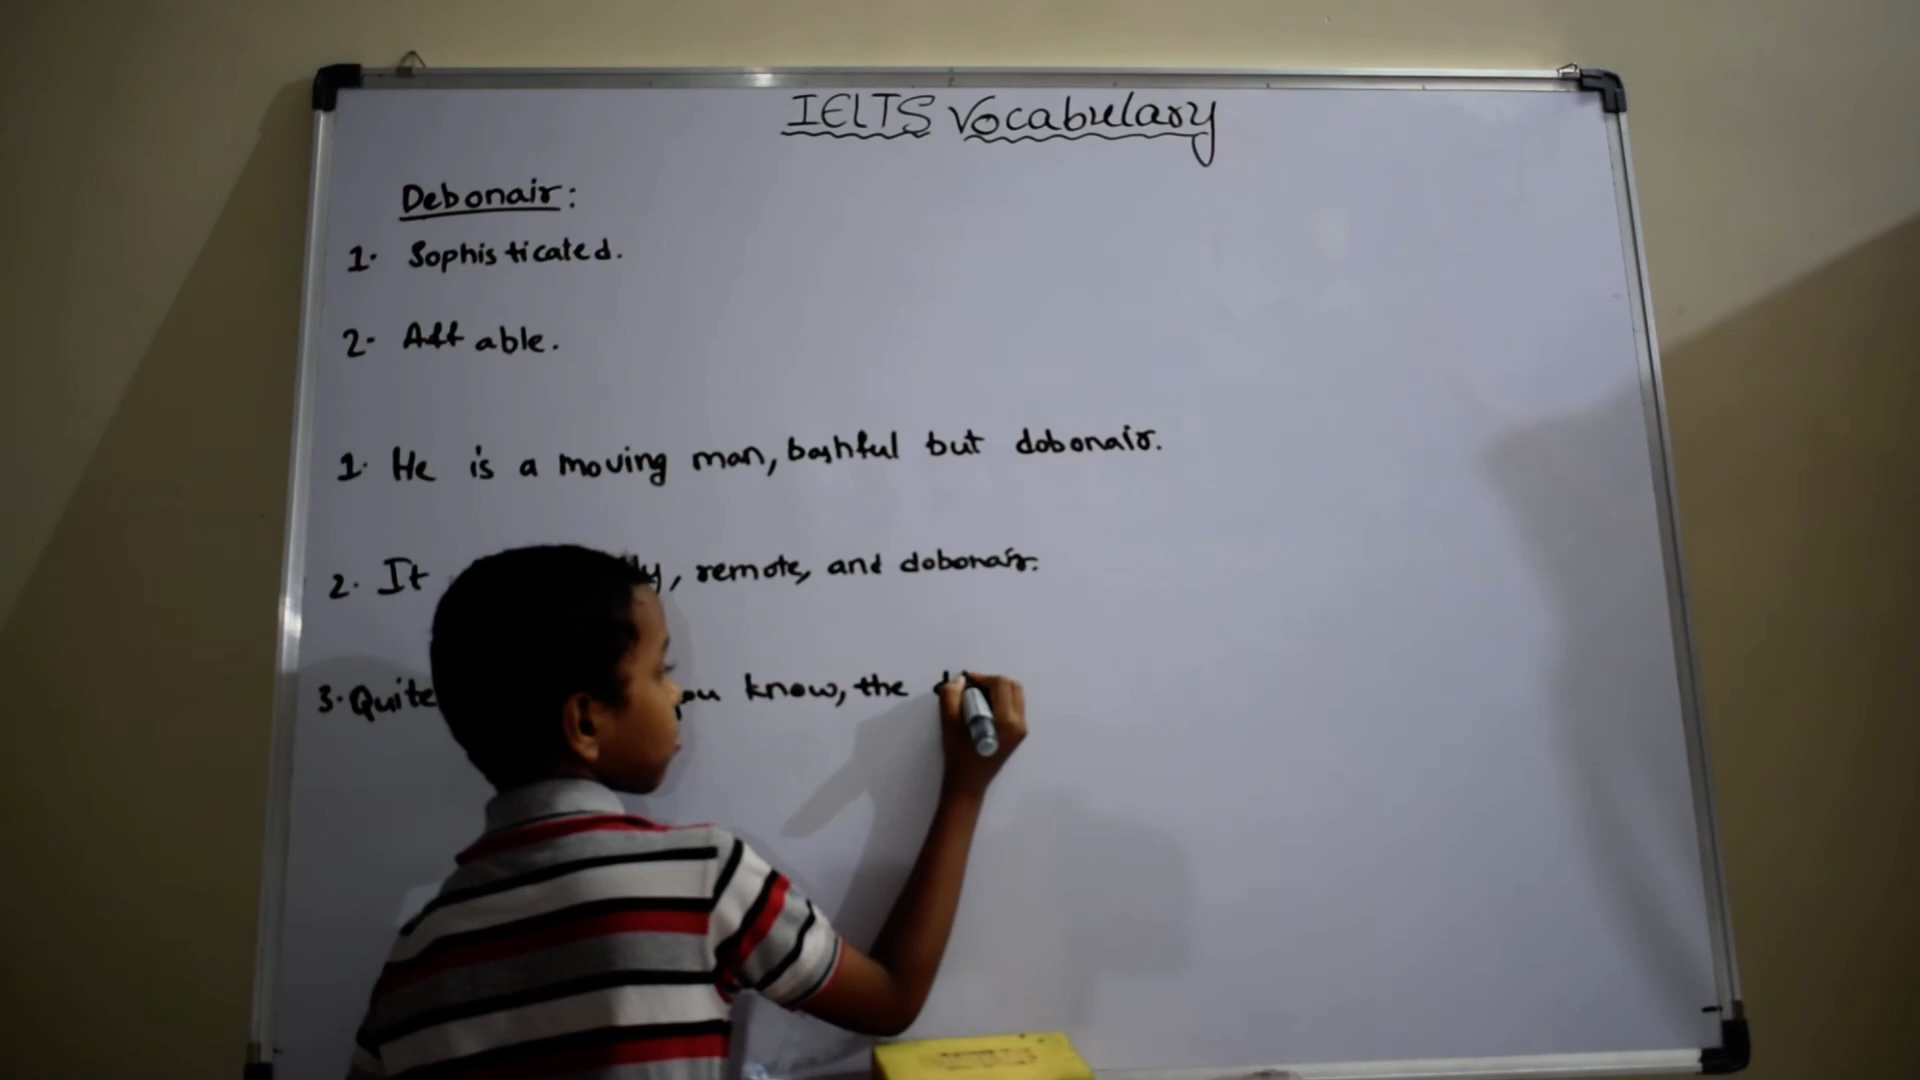 IELTS Vocabulary
Debonair:
1. Sophisticated.
2. Affable.
1. He is a moving man, bashful but dobonair.
2. It , remote, and dobonair.
3. Quite you know, the